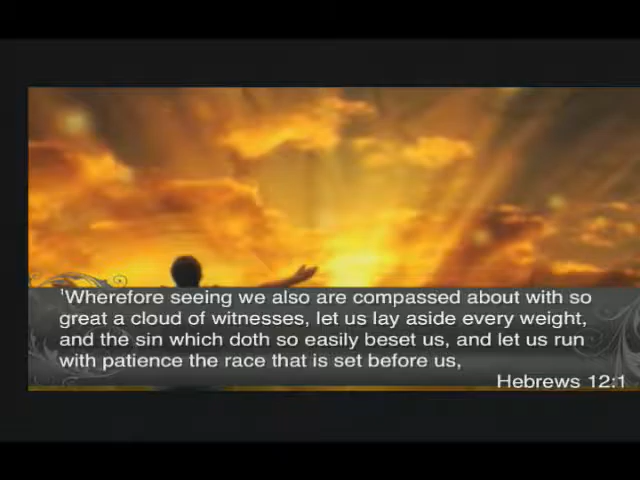 'Wherefore seeing we also are compassed about with so
great a cloud of witnesses, let us lay aside every weight,
and the sin which doth so easily beset us, and let us run
with patience the race that is set before us,
Hebrews 12:1